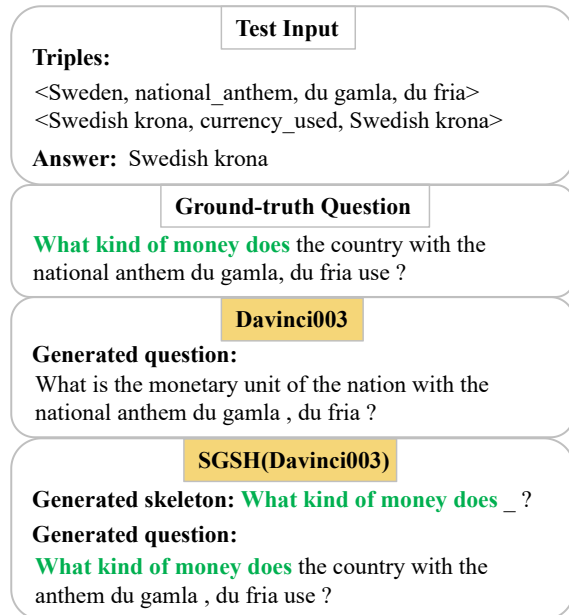 Test Input
Triples:
<Sweden, national_anthem, du gamla, du fria>
<Swedish krona, currency_used, Swedish krona>
Answer: Swedish krona
Ground-truth Question
What kind of money does the country with the
national anthem du gamla, du fria use ?
Davinci003
Generated question:
What is the monetary unit of the nation with the
national anthem du gamla , du fria ?
SGSH(Davinci003)
Generated skeleton: What kind of money does _ ?
Generated question:
What kind of money does the country with the
anthem du gamla , du fria use ?